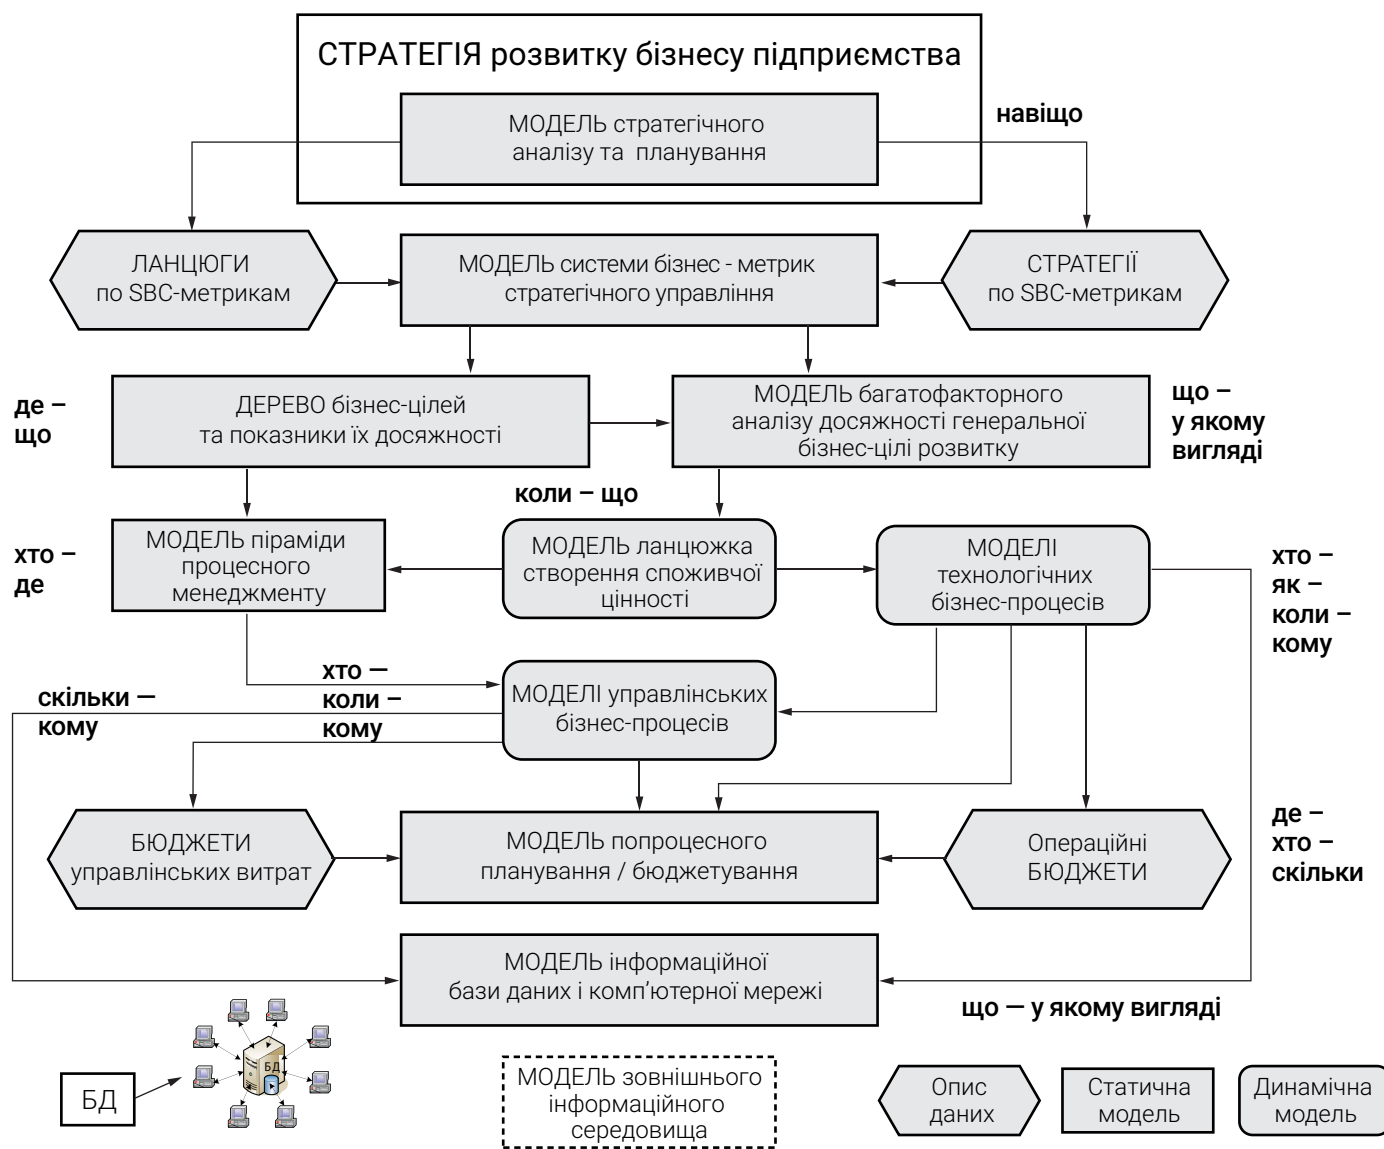 СТРАТЕГІЯ розвитку бізнесу підприємства
МОДЕЛЬ стратегічного
аналізу та планування
навіщо
ЛАНЦЮГИ
по SBC-метрикам
МОДЕЛЬ системи бізнес - метрик
стратегічного управління
СТРАТЕГІЇ
по SBC-метрикам
де –
що
ДЕРЕВО бізнес-цілей
та показники їх досяжності
МОДЕЛЬ багатофакторного
аналізу досяжності генеральної
бізнес-цілі розвитку
що –
у якому
вигляді
коли – що
хто –
де
МОДЕЛЬ піраміди
процесного
менеджменту
МОДЕЛЬ ланцюжка
створення споживчої
цінності
МОДЕЛІ
технологічних
бізнес-процесів
хто –
як –
коли –
кому
скільки —
кому
хто —
коли –
кому
МОДЕЛІ управлінських
бізнес-процесів
БЮДЖЕТИ
управлінських витрат
МОДЕЛЬ попроцесного
планування / бюджетування
Операційні
БЮДЖЕТИ
де –
хто –
скільки
МОДЕЛЬ інформаційної
бази даних і комп'ютерної мережі
що — у якому вигляді
БД
БД
МОДЕЛЬ зовнішнього
інформаційного
середовища
Опис
даних
Статична
модель
Динамічна
модель